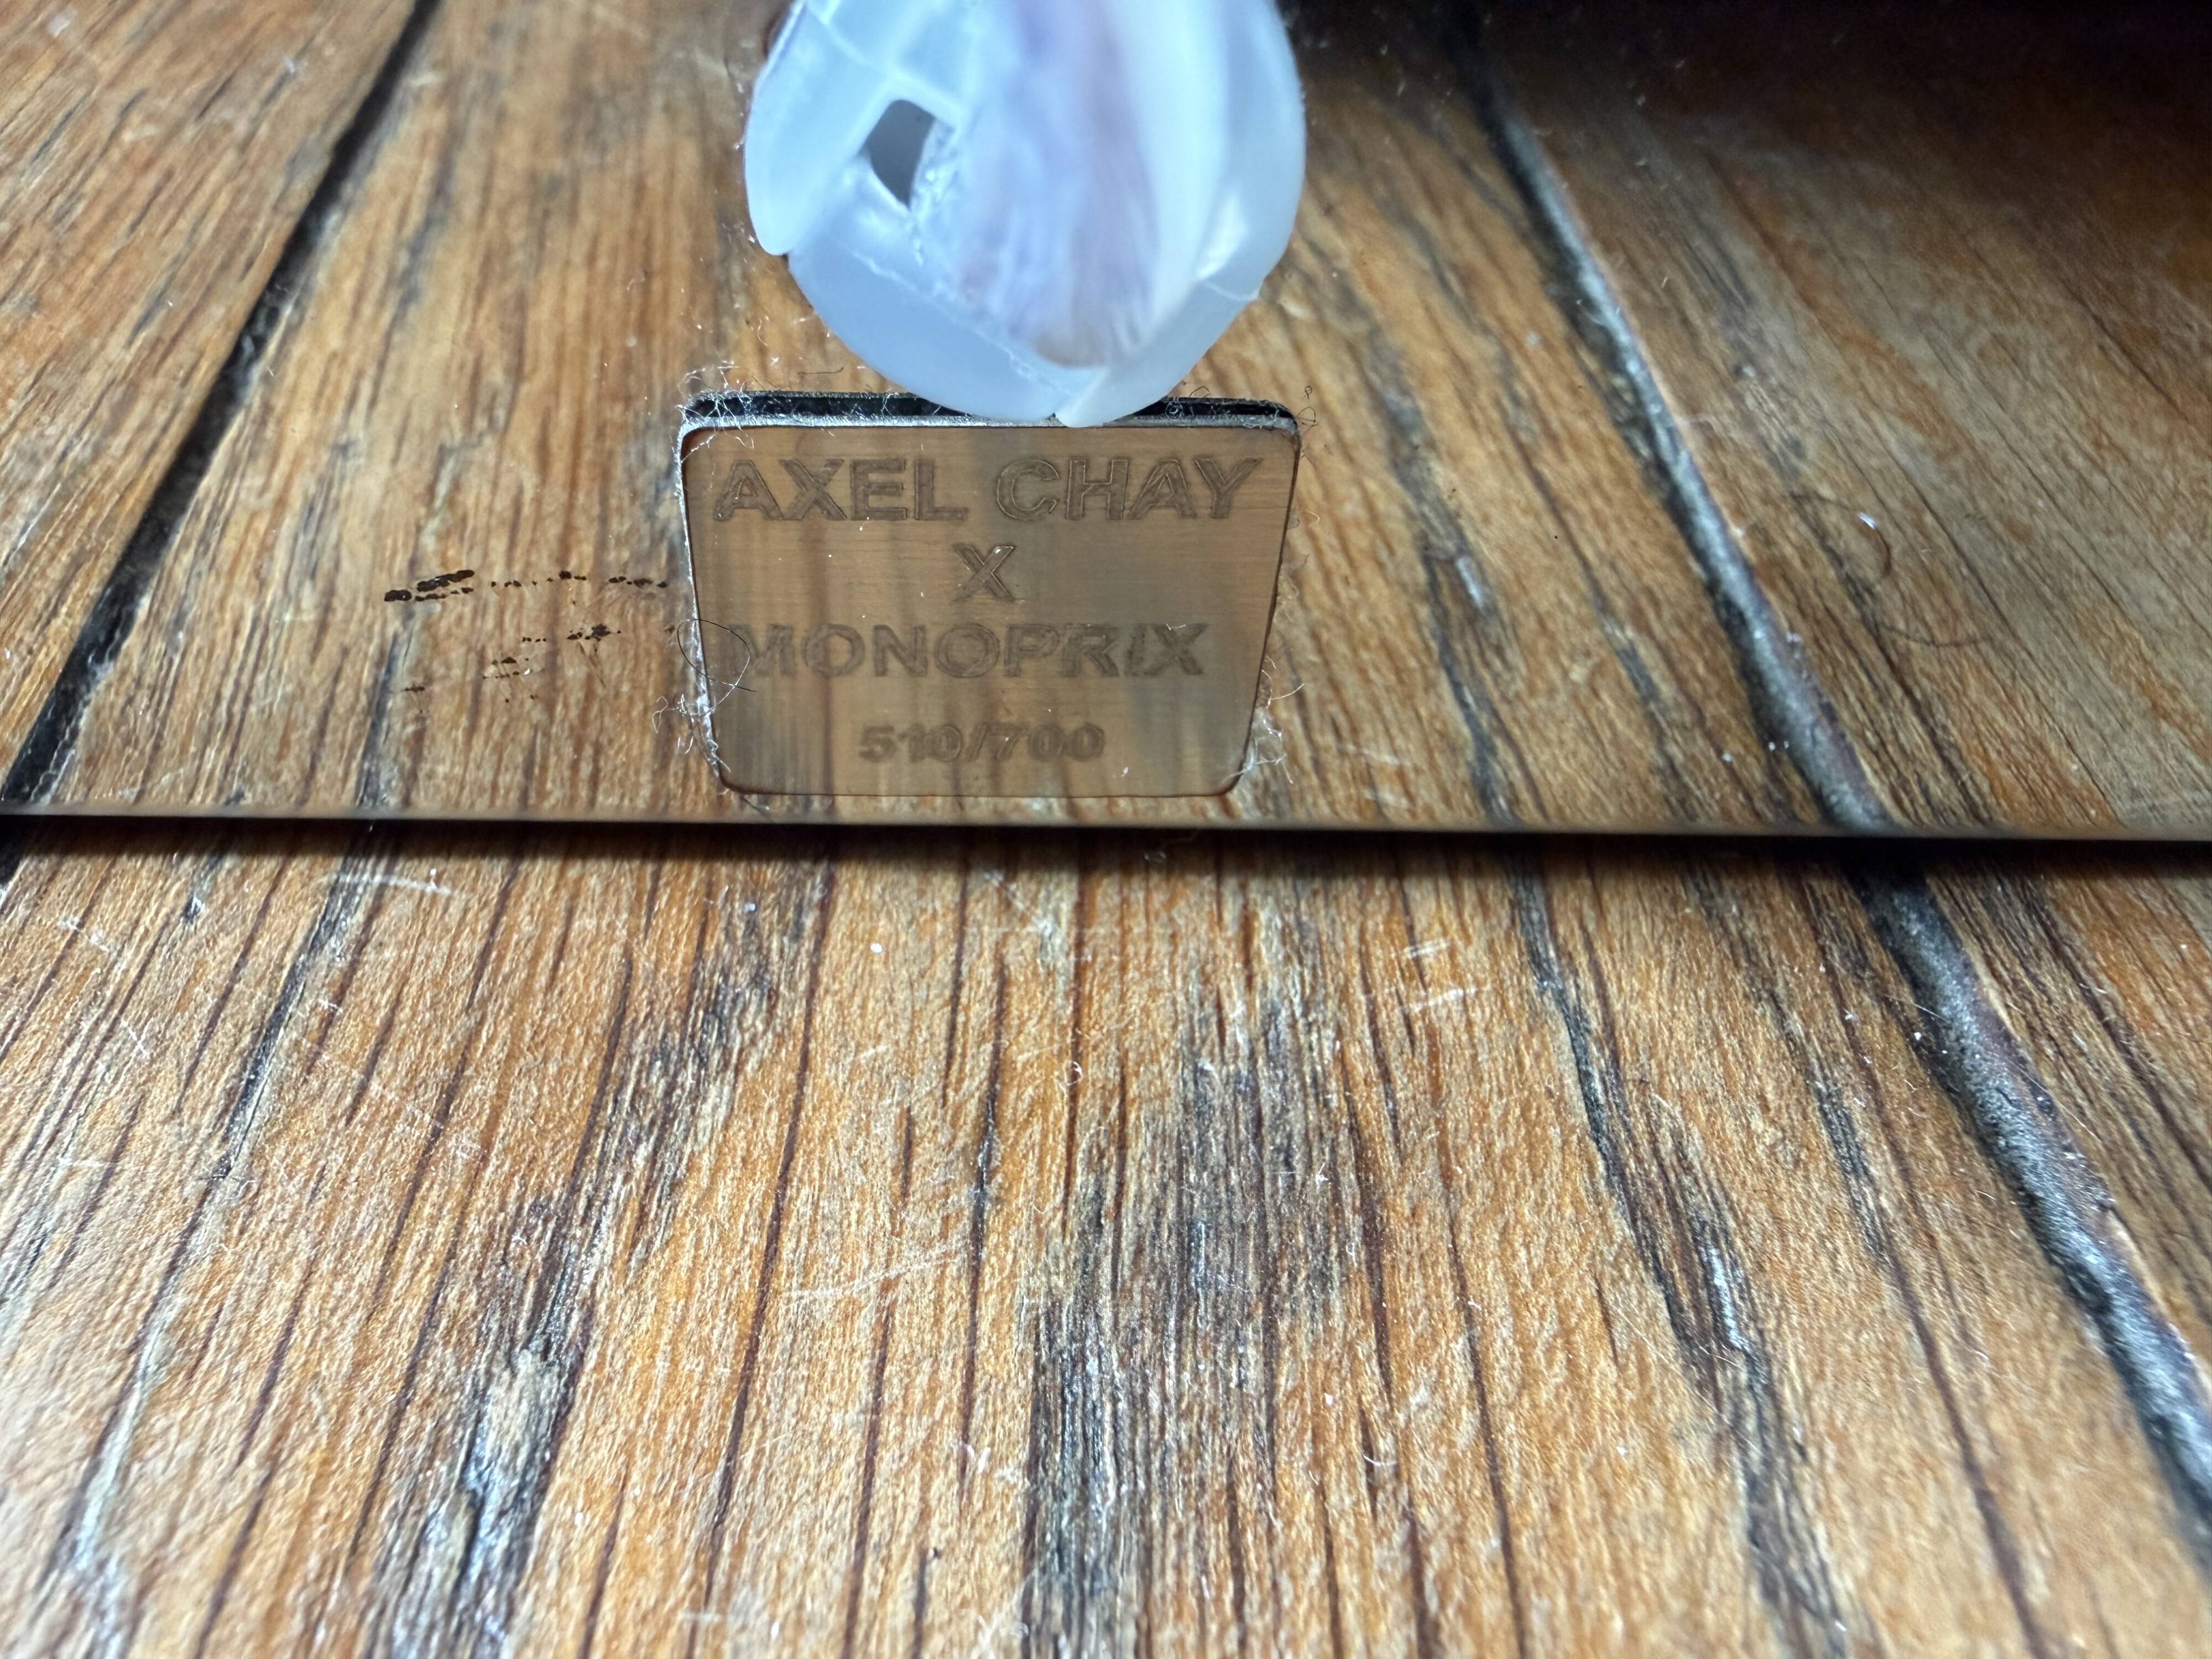 AXEL CHAY
X
MONOPRIX
510/700